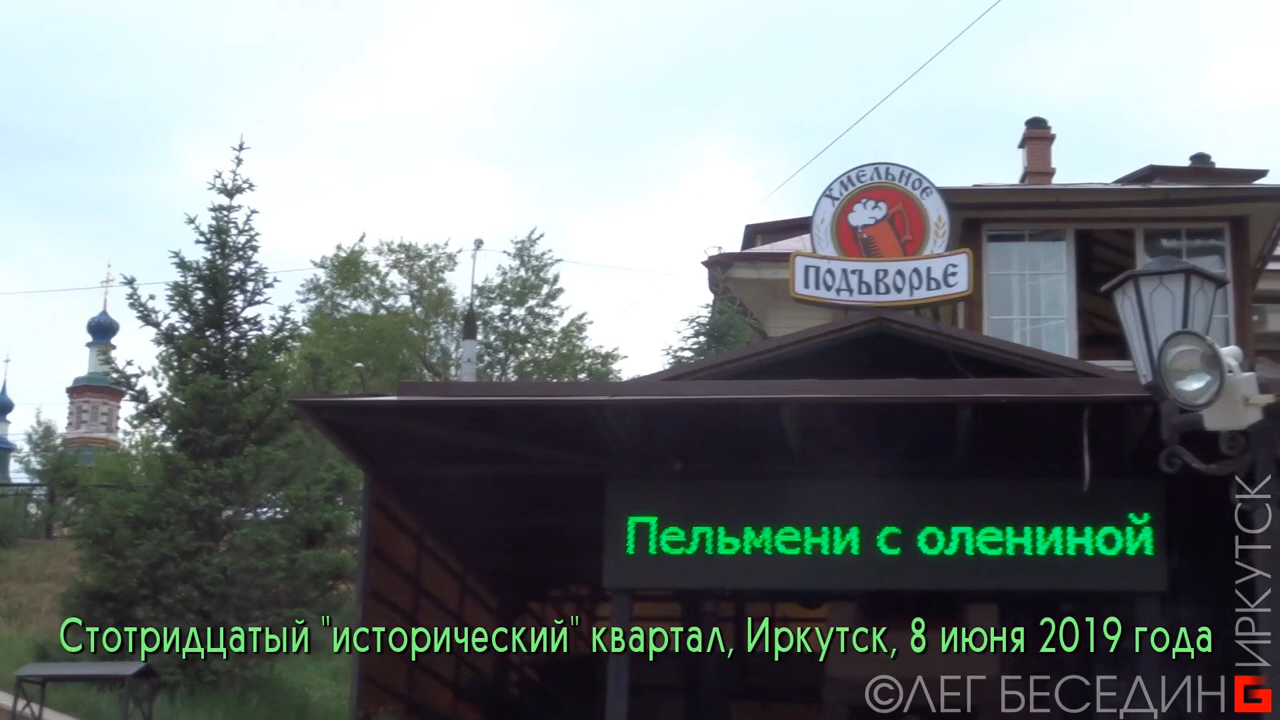 ХМЕЛЬНОЕ
ПОДЪВОРЬЕ
Пельмени с олениной
Стотридцатый "исторический" квартал, Иркутск, 8 июня 2019 года
©ЛЕГ БЕСЕДИН
ИРКУТСК